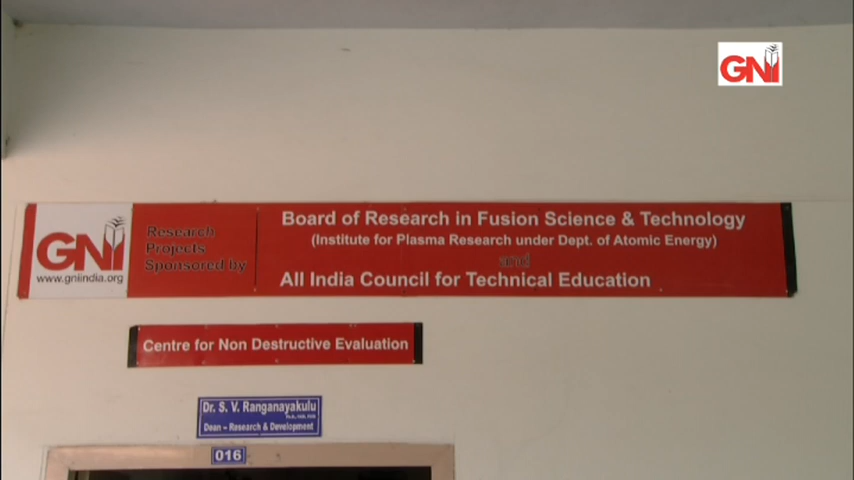 GNI
GNI
www.gniindia.org
Research
Projects
Sponsored by
Board of Research in Fusion Science & Technology
(Institute for Plasma Research under Dept. of Atomic Energy)
and
All India Council for Technical Education
Centre for Non Destructive Evaluation
Dr. S. V. Ranganayakulu
Dean – Research & Development
016